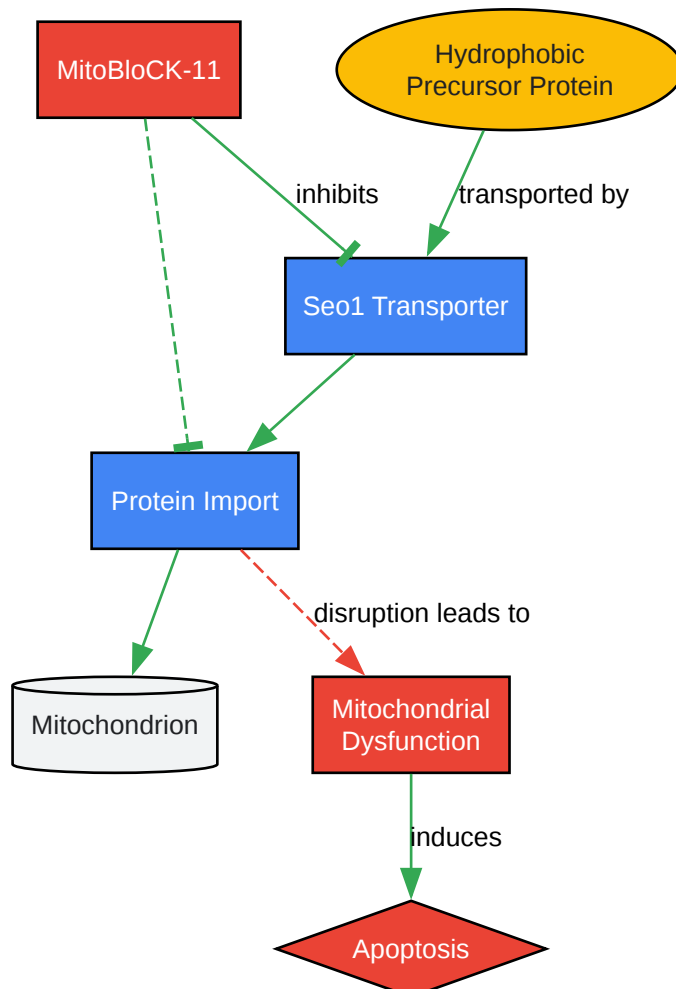 MitoBloCK-11
Hydrophobic
Precursor Protein
inhibits
transported by
Seo1 Transporter
Protein Import
disruption leads to
Mitochondrion
Mitochondrial
Dysfunction
induces
Apoptosis